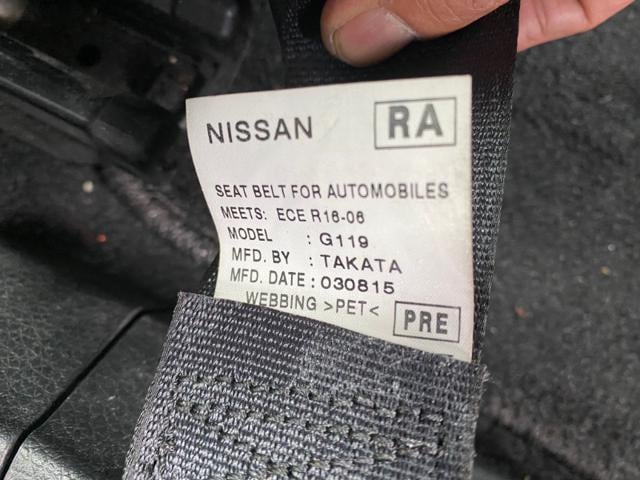 NISSAN RA
SEAT BELT FOR AUTOMOBILES
MEETS: ECE R16-06
MODEL : G119
MFD. BY : TAKATA
MFD. DATE : 030815
WEBBING >PET<
PRE